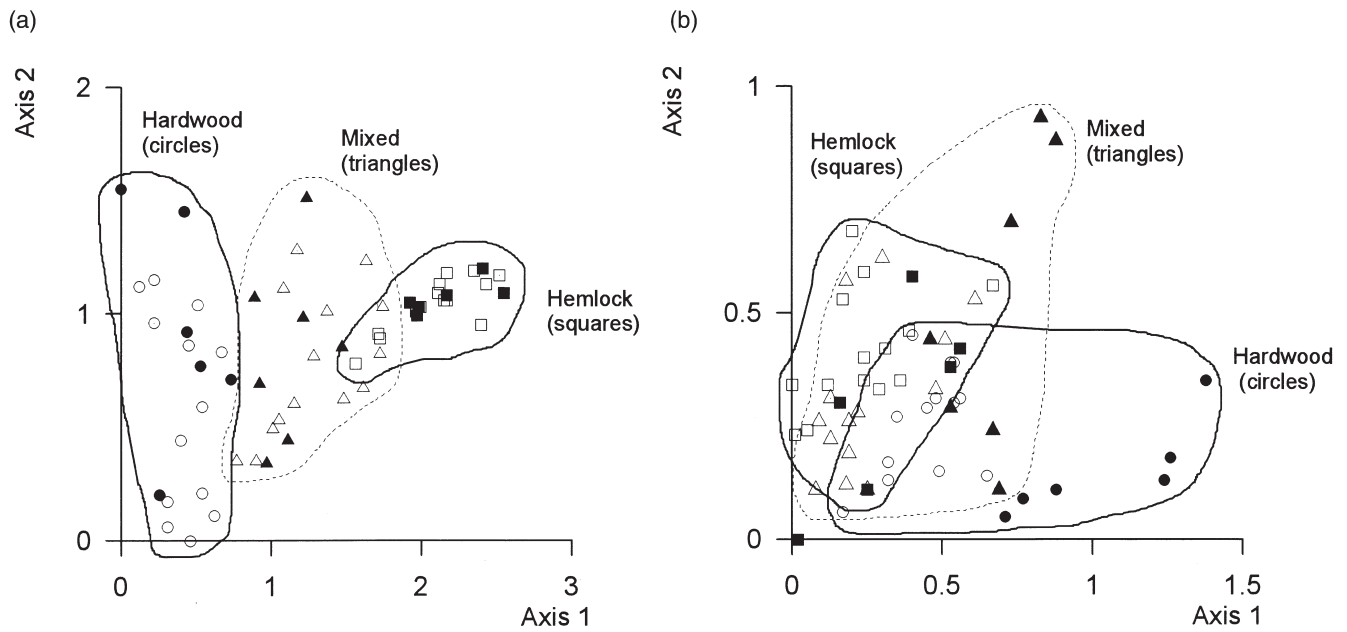 (a)
Axis 2
2
1
0
Hardwood
(circles)
Mixed
(triangles)
Hemlock
(squares)
0 1 2 3
Axis 1
(b)
Axis 2
1
0.5
0
Hemlock
(squares)
Mixed
(triangles)
Hardwood
(circles)
0 0.5 1 1.5
Axis 1